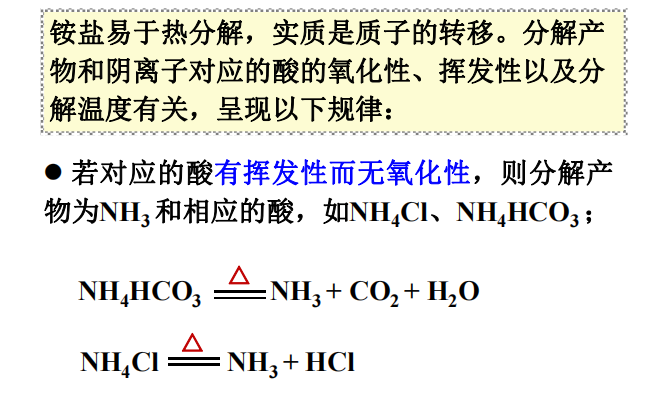 铵盐易于热分解，实质是质子的转移。分解产
物和阴离子对应的酸的氧化性、挥发性以及分
解温度有关，呈现以下规律：
● 若对应的酸有挥发性而无氧化性，则分解产
物为NH₃和相应的酸，如NH₄Cl、NH₄HCO₃；
NH₄HCO₃ ══△══ NH₃ + CO₂ + H₂O
NH₄Cl ══△══ NH₃ + HCl